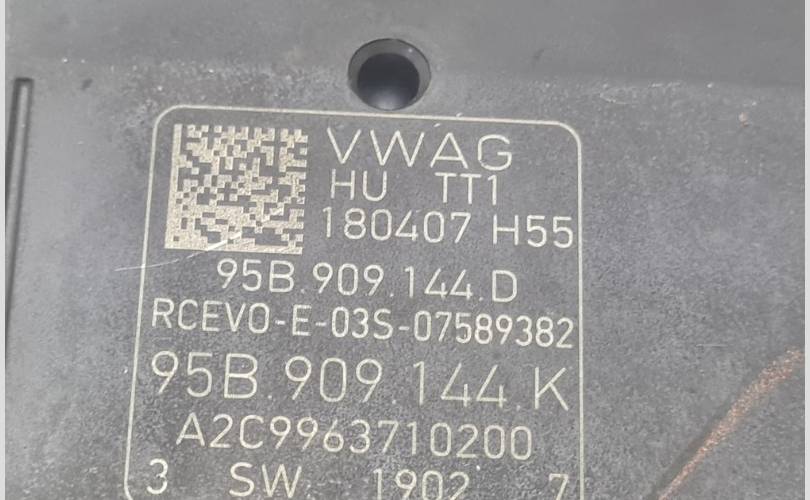 VWAG
HU TT1
180407 H55
95B.909.144.D
RCEVO-E-03S-07589382
95B.909.144.K
A2C9963710200
3 SW 1902 7